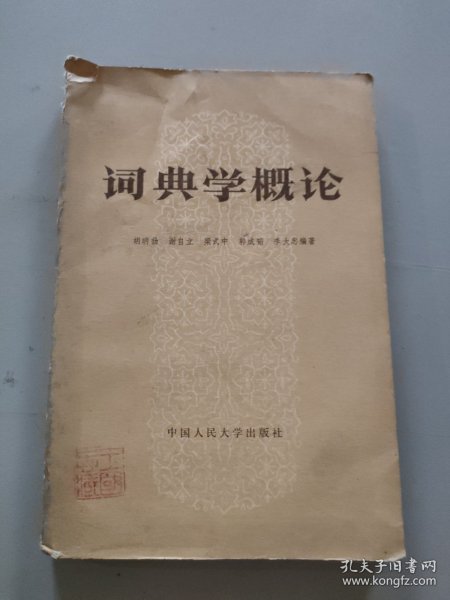 词典学概论
胡明扬 谢自立 梁式中 郭成韬 李大忠编著
中国人民大学出版社
孔夫子旧书网
www.kongfz.com